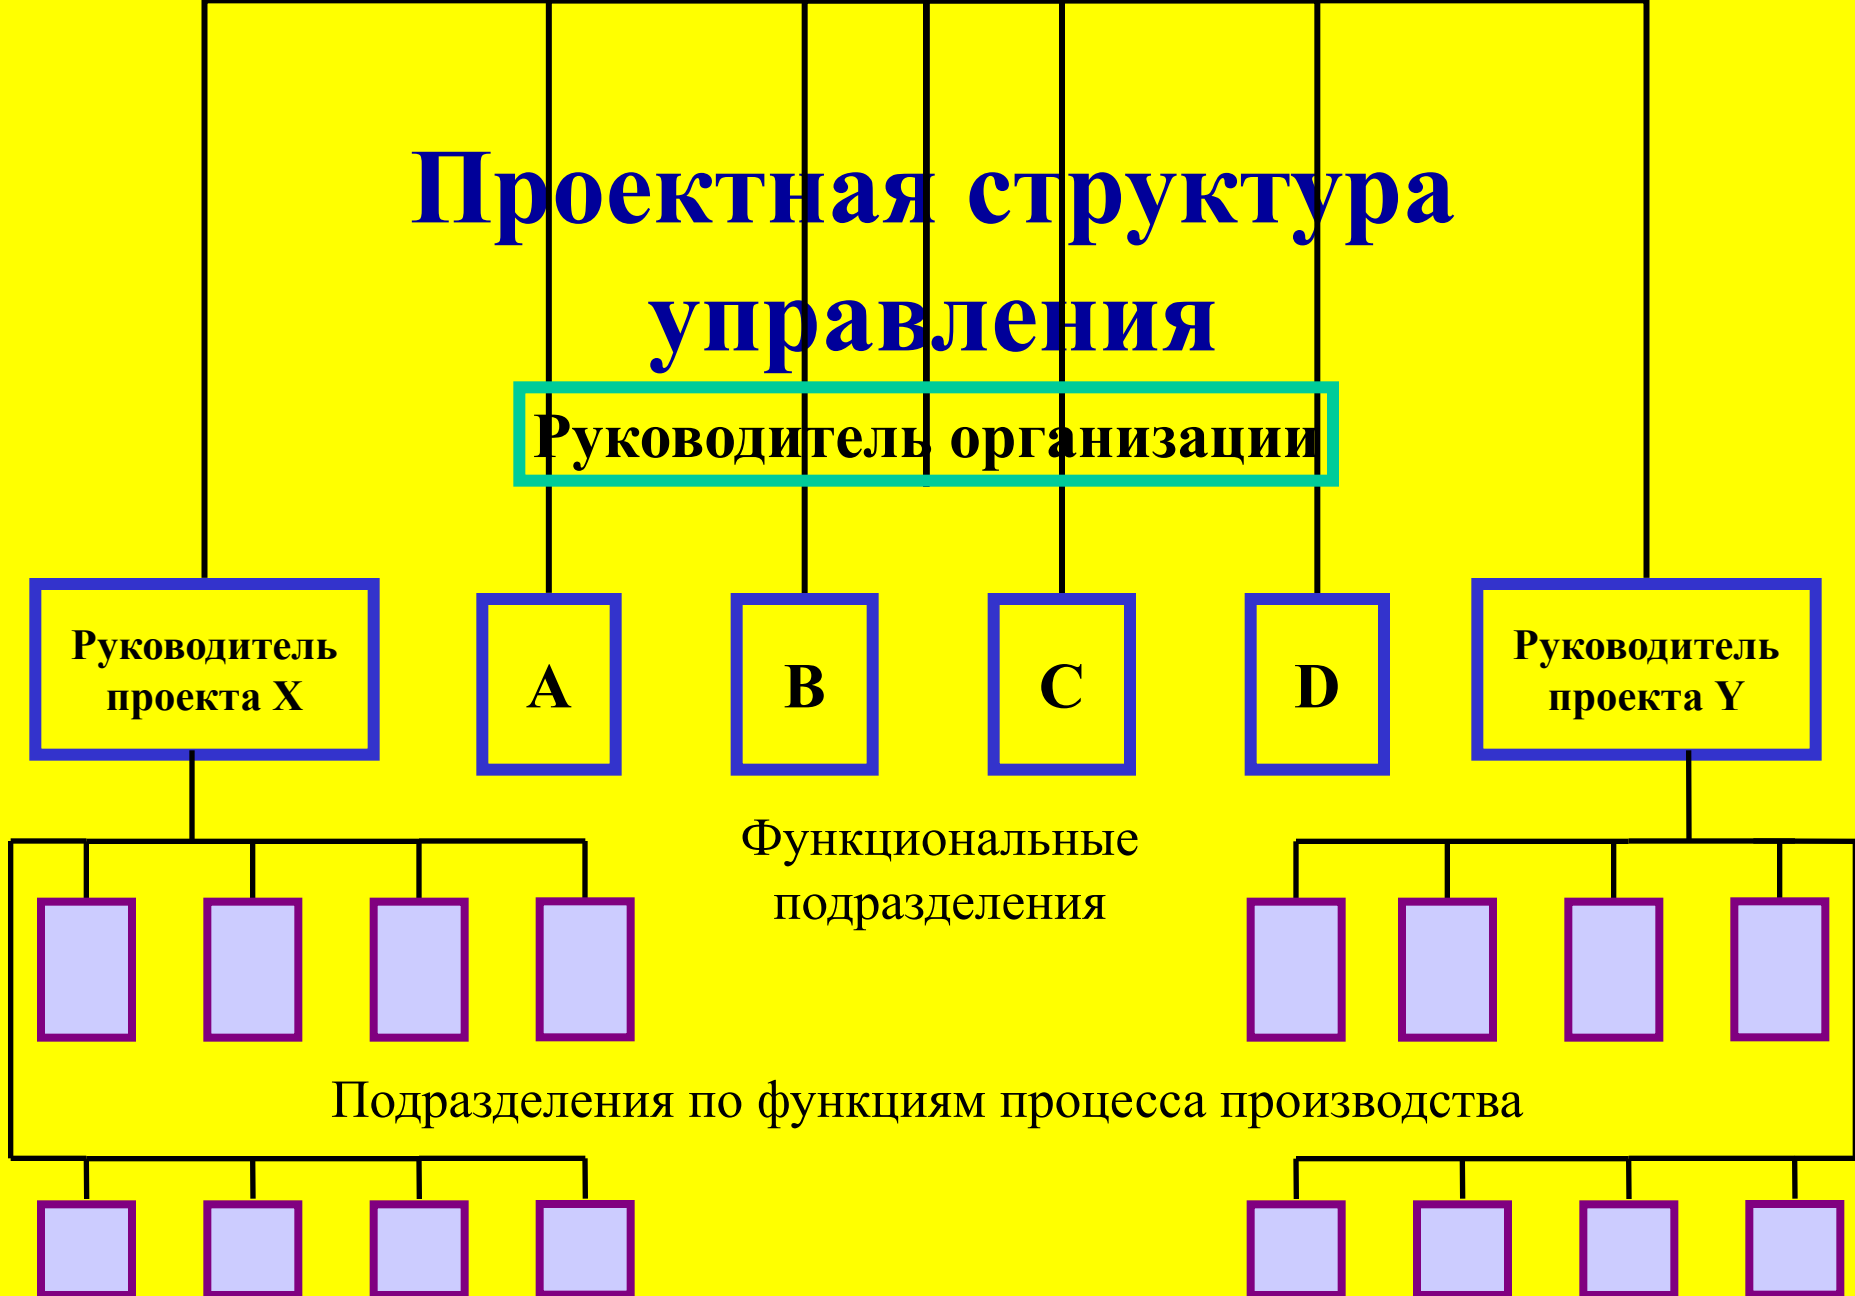 Проектная структура
управления
Руководитель организации
Руководитель
проекта X
A
B
C
D
Руководитель
проекта Y
Функциональные
подразделения
Подразделения по функциям процесса производства